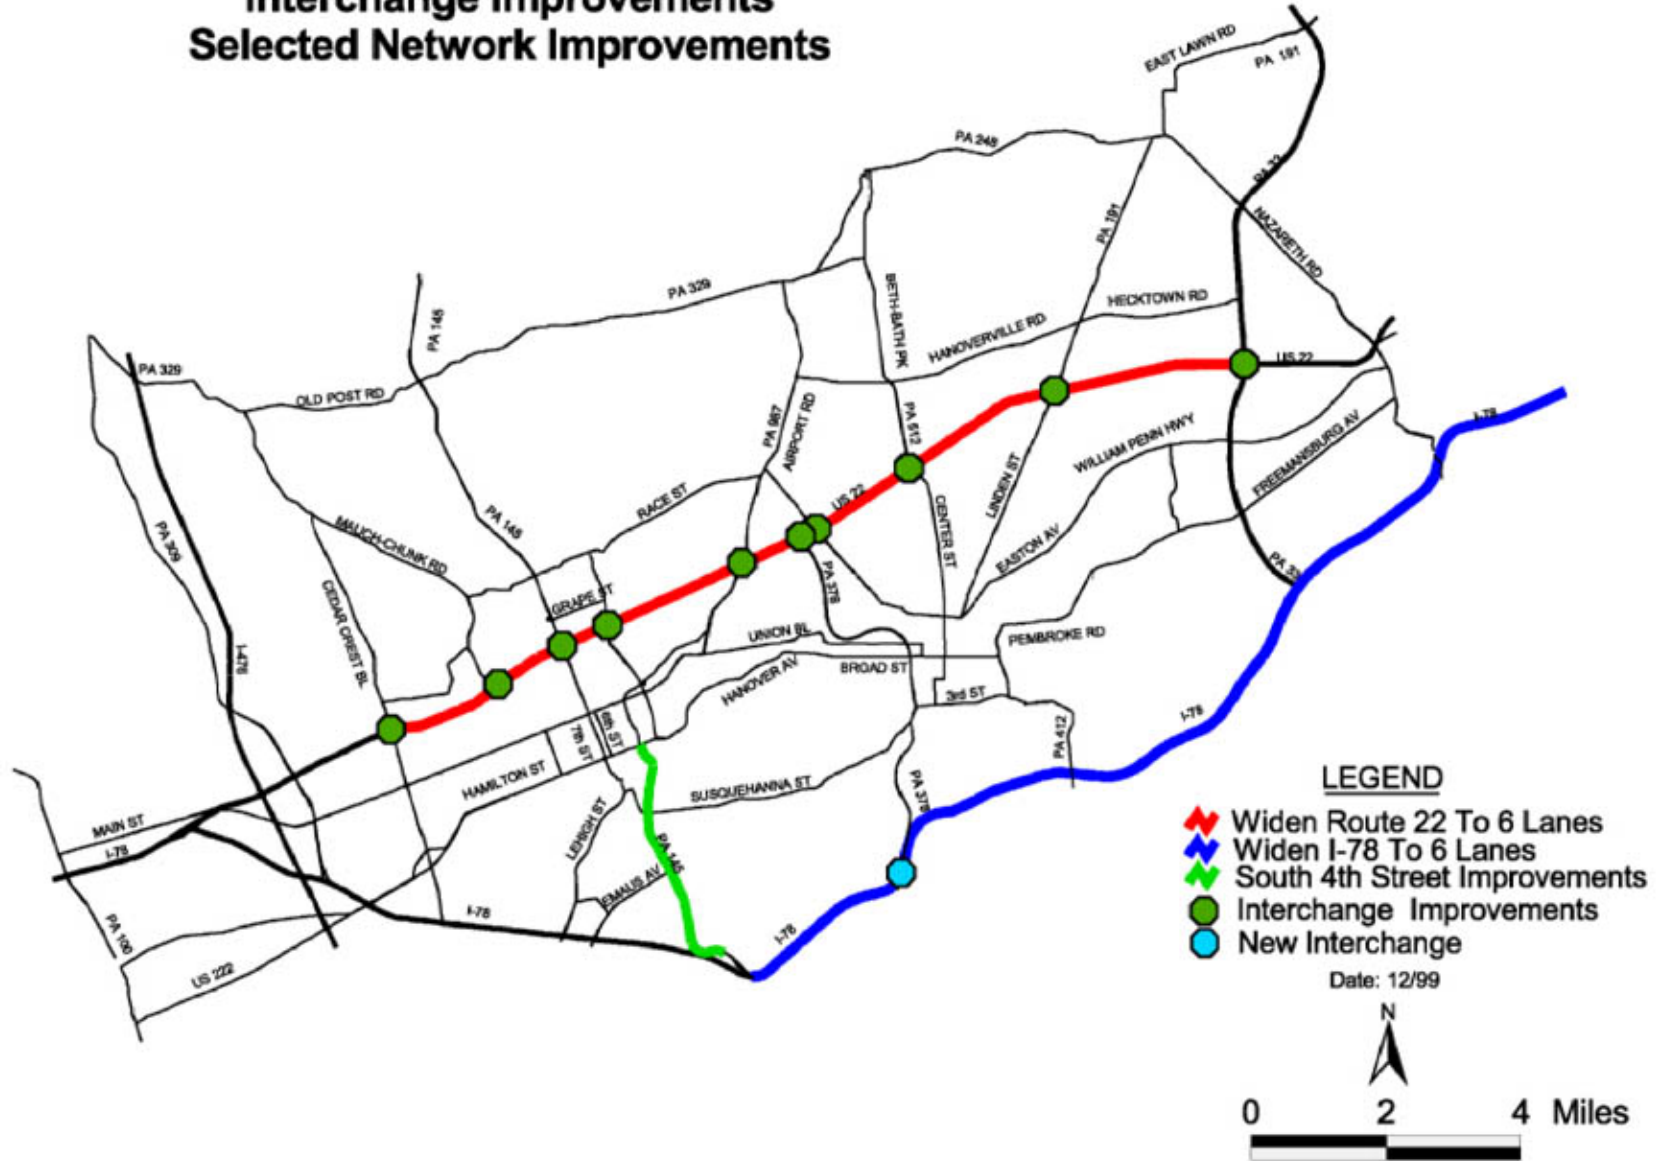 Interchange Improvements
Selected Network Improvements
EAST LAWN RD
PA 191
PA 248
PA 33
NAZARETH RD
PA 191
PA 329
PA 145
BETH-BATH PK
HECKTOWN RD
HANOVERVILLE RD
US 22
PA 329
OLD POST RD
PA 987
AIRPORT RD
PA 512
I-78
WILLIAM PENN HWY
FREEMANSBURG AV
LINDEN ST
RACE ST
US 22
CENTER ST
PA 145
MAUCH-CHUNK RD
PA 309
EASTON AV
PA 33
CEDAR CREST BL
GRAPE ST
PA 378
UNION BL
PEMBROKE RD
I-476
BROAD ST
HANOVER AV
3rd ST
6th ST
7th ST
I-78
PA 412
HAMILTON ST
SUSQUEHANNA ST
PA 378
MAIN ST
I-78
LEHIGH ST
PA 145
EMAUS AV
I-78
I-78
PA 100
US 222
LEGEND
Widen Route 22 To 6 Lanes
Widen I-78 To 6 Lanes
South 4th Street Improvements
Interchange Improvements
New Interchange
Date: 12/99
N
0 2 4 Miles